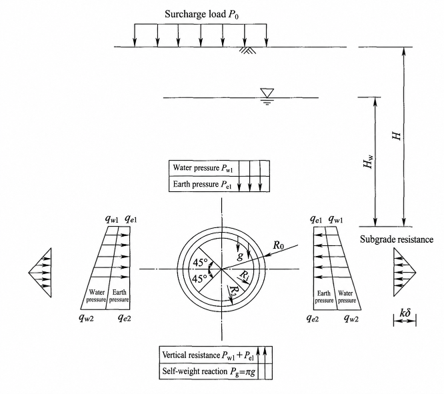 Surcharge load P0
H
Hw
Water pressure Pw1
Earth pressure Pe1
qw1 qe1
qe1 qw1
Subgrade resistance
g
R0
45°
45°
R1
R2
Water pressure
Earth pressure
Earth pressure
Water pressure
qw2 qe2
qe2 qw2
kδ
Vertical resistance Pw1 + Pe1
Self-weight reaction Pg=πg